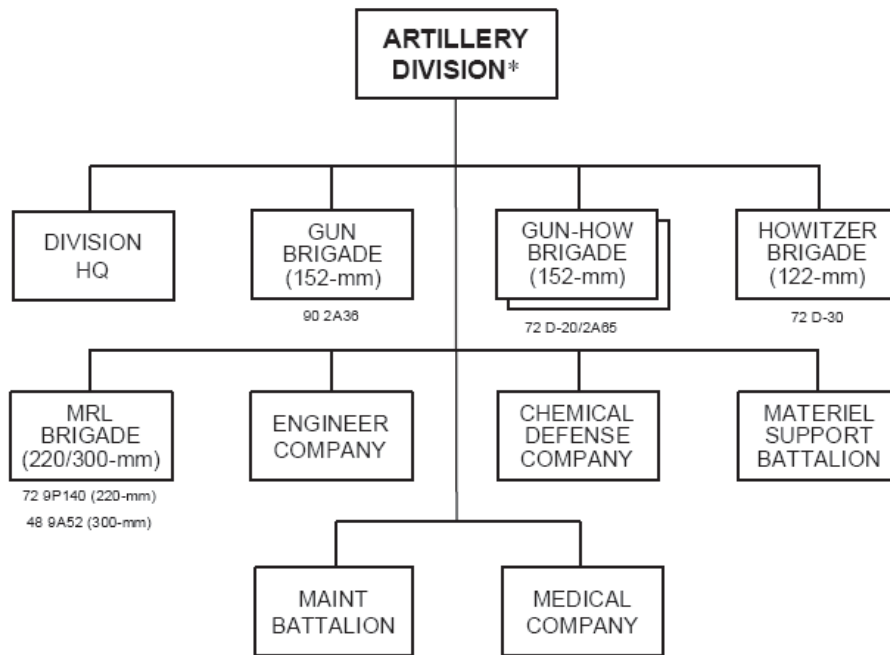 ARTILLERY
DIVISION*
DIVISION
HQ
GUN
BRIGADE
(152-mm)
90 2A36
GUN-HOW
BRIGADE
(152-mm)
72 D-20/2A65
HOWITZER
BRIGADE
(122-mm)
72 D-30
MRL
BRIGADE
(220/300-mm)
72 9P140 (220-mm)
48 9A52 (300-mm)
ENGINEER
COMPANY
CHEMICAL
DEFENSE
COMPANY
MATERIEL
SUPPORT
BATTALION
MAINT
BATTALION
MEDICAL
COMPANY